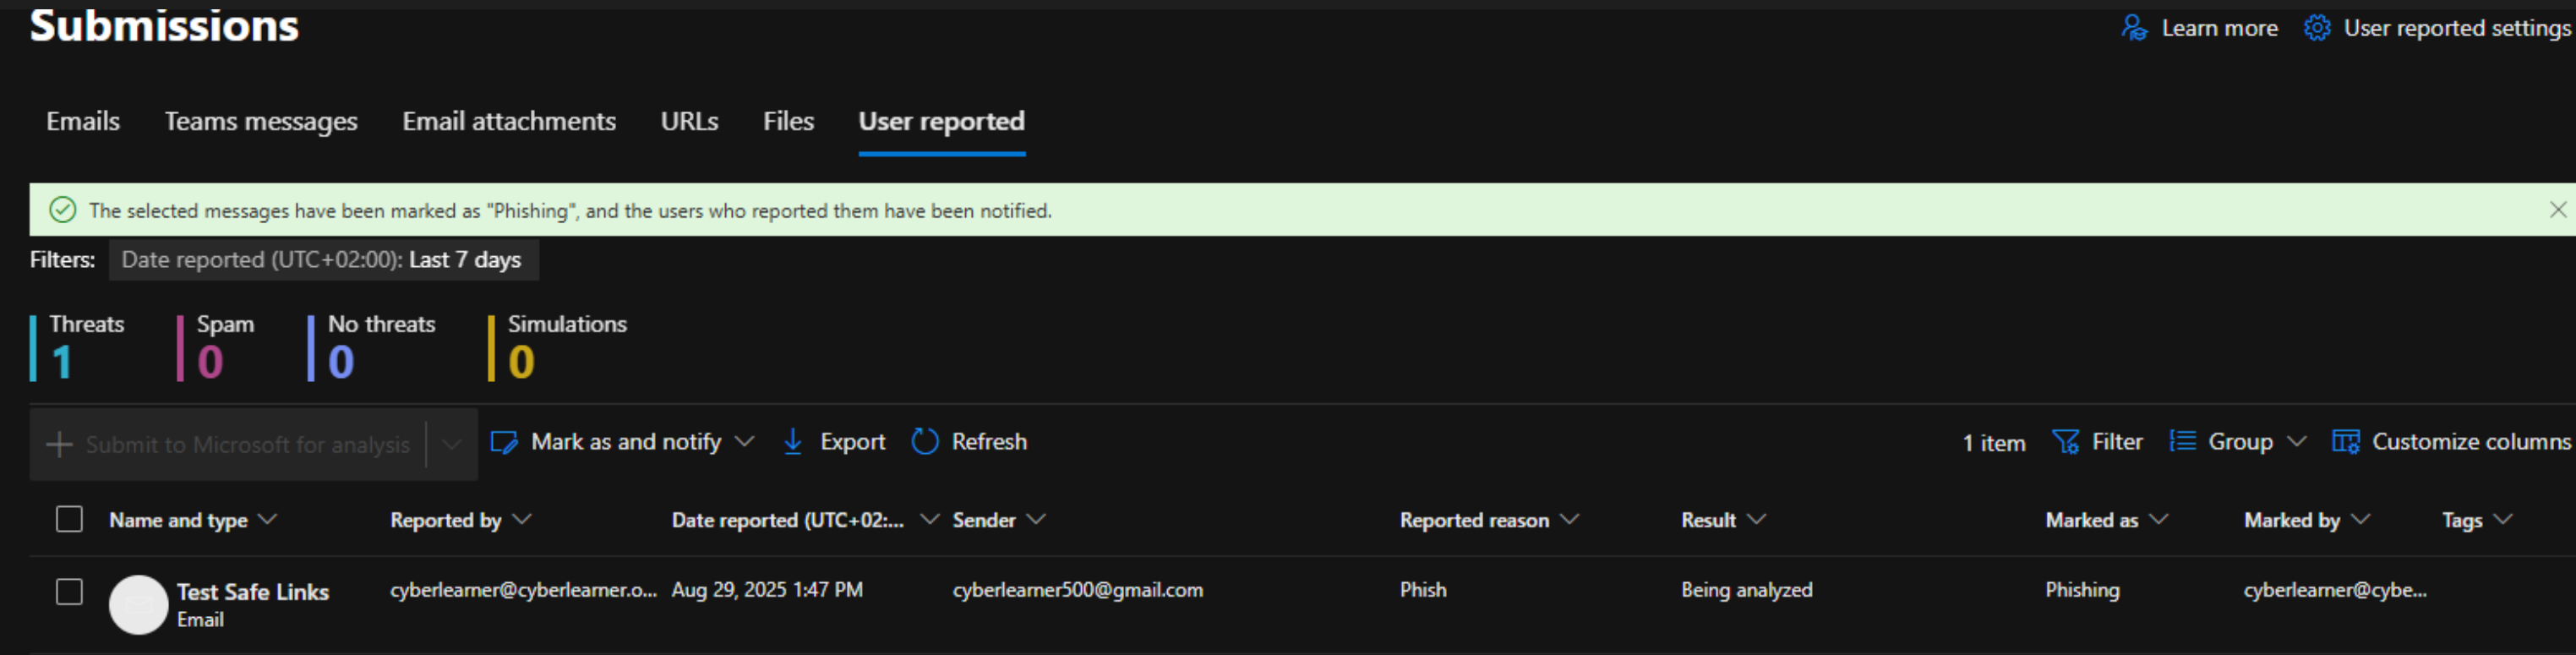 Submissions
Learn more User reported settings
Emails Teams messages Email attachments URLs Files User reported
The selected messages have been marked as "Phishing", and the users who reported them have been notified.
Filters: Date reported (UTC+02:00): Last 7 days
Threats Spam No threats Simulations
1 0 0 0
Submit to Microsoft for analysis Mark as and notify Export Refresh 1 item Filter Group Customize columns
Name and type Reported by Date reported (UTC+02:... Sender Reported reason Result Marked as Marked by Tags
Test Safe Links cyberlearner@cyberlearner.o... Aug 29, 2025 1:47 PM cyberlearner500@gmail.com Phish Being analyzed Phishing cyberlearner@cybe...
Email